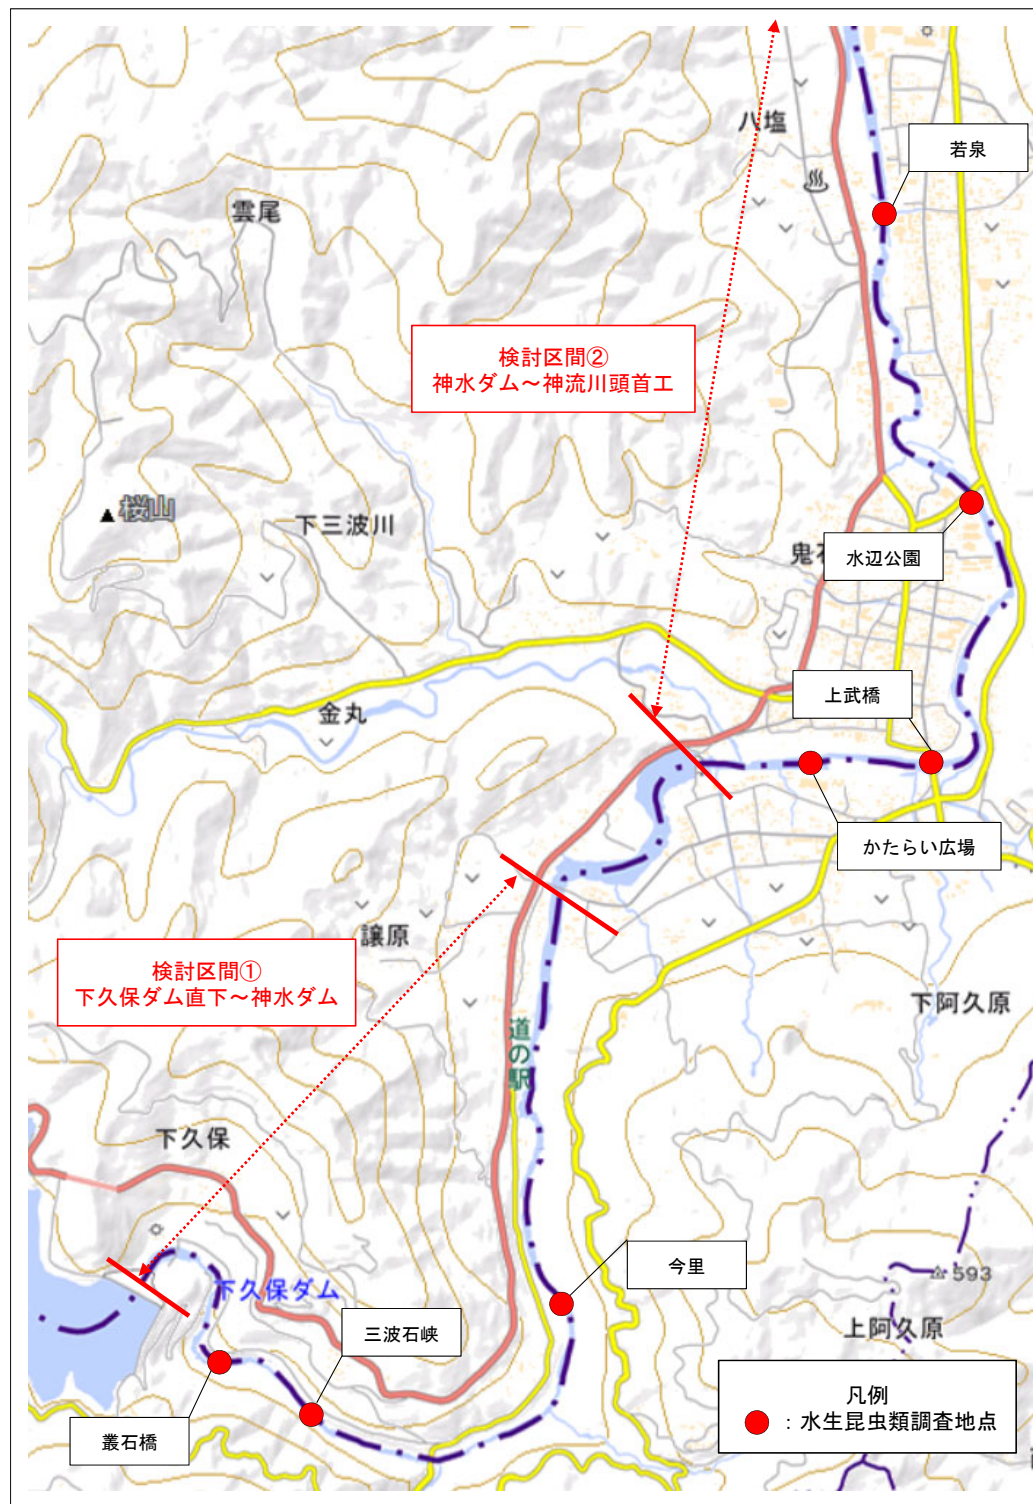 八塩
若泉
雲尾
検討区間②
神水ダム～神流川頭首工
桜山
下三波川
鬼石
水辺公園
上武橋
金丸
かたらい広場
譲原
検討区間①
下久保ダム直下～神水ダム
道の駅
下阿久原
下久保
今里
593
下久保ダム
三波石峡
上阿久原
叢石橋
凡例
：水生昆虫類調査地点